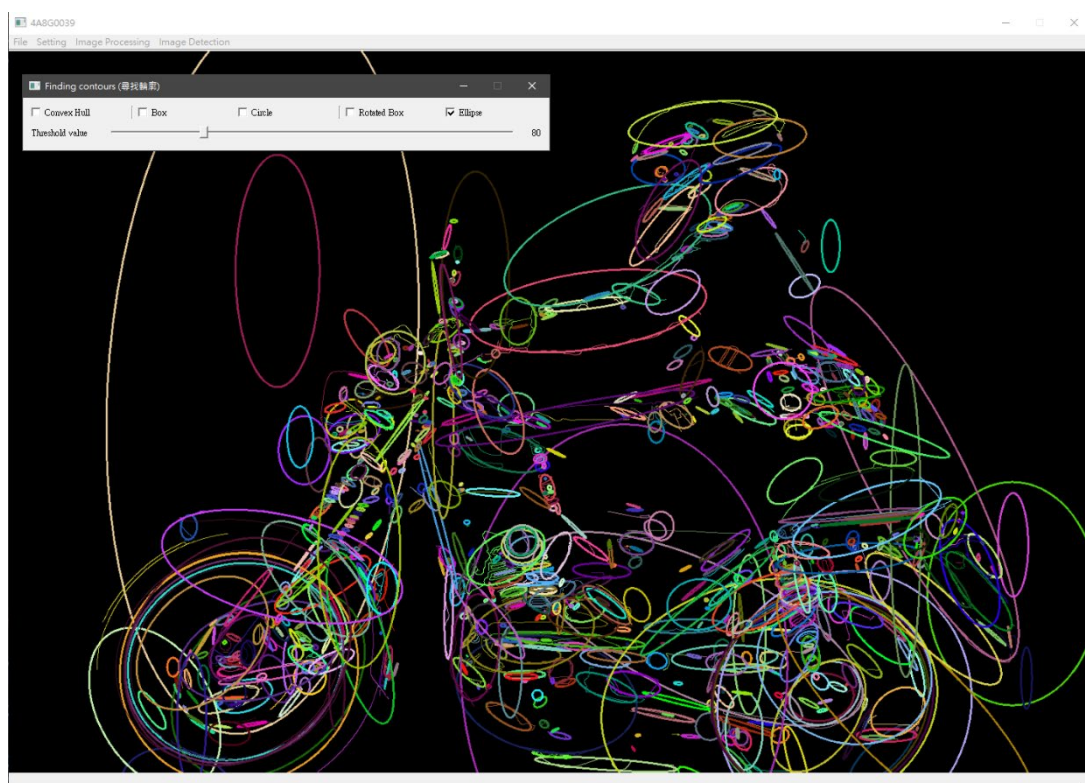 4A8G0039
File Setting Image Processing Image Detection
Finding contours (尋找輪廓)
Convex Hull Box Circle Rotated Box Ellipse
Threshold value 80